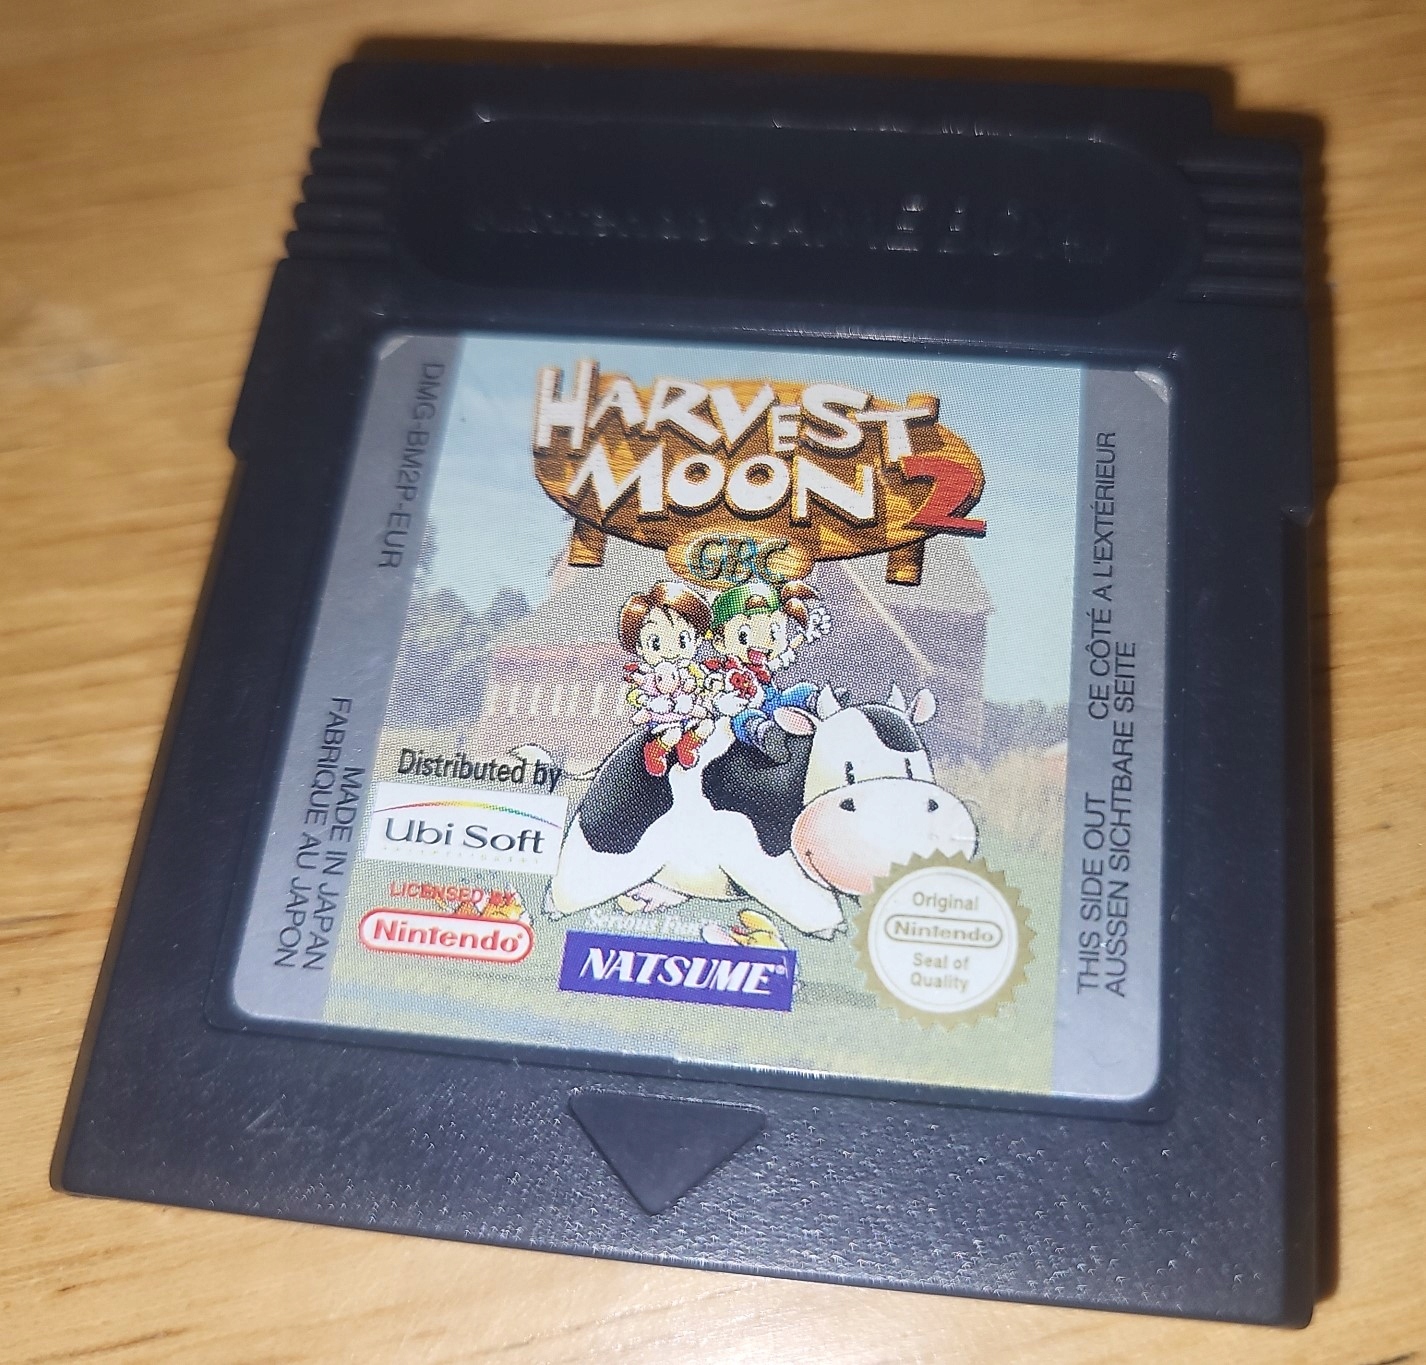 Nintendo GAME BOY
HARVEST
MOON 2
GBC
DMG-BM2P-EUR
MADE IN JAPAN
FABRIQUE AU JAPON
THIS SIDE OUT CE CÔTÉ A L'EXTÉRIEUR
AUSSEN SICHTBARE SEITE
Distributed by
Ubi Soft
LICENSED BY
Nintendo
NATSUME
Original
Nintendo
Seal of
Quality